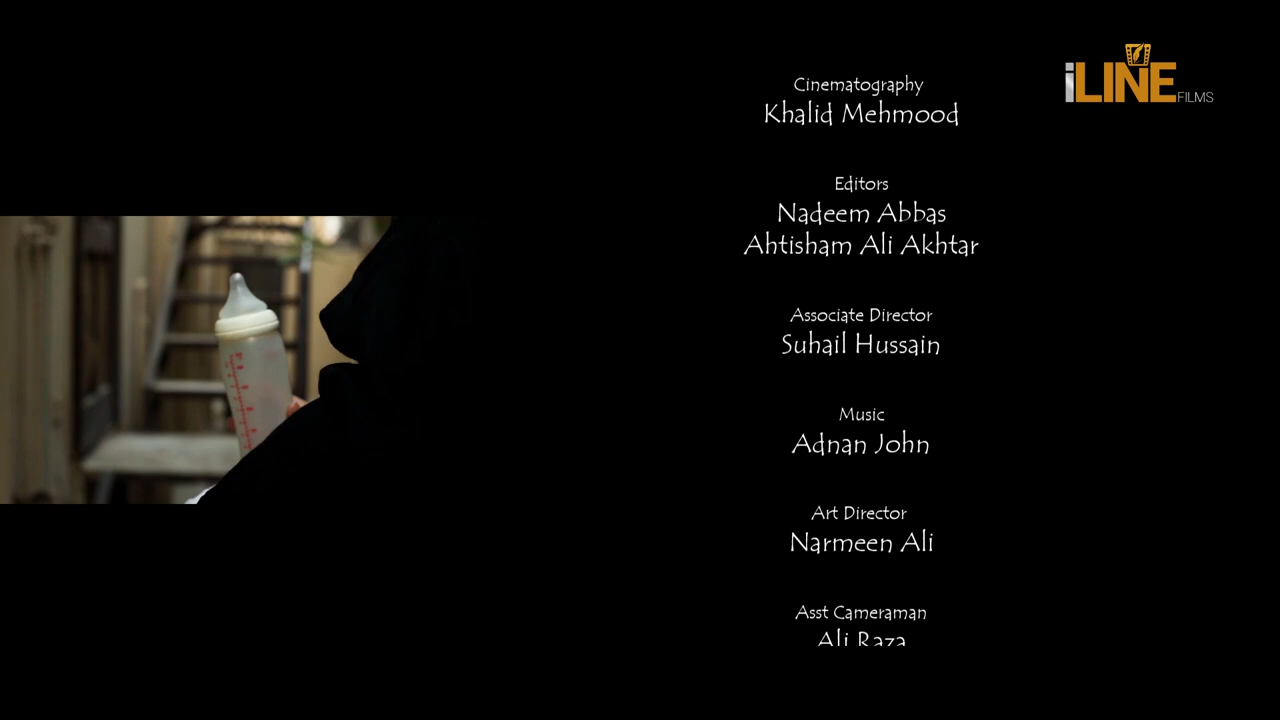 iLINE FILMS
Cinematography
Khalid Mehmood
Editors
Nadeem Abbas
Ahtisham Ali Akhtar
Associate Director
Suhail Hussain
Music
Adnan John
Art Director
Narmeen Ali
Asst Cameraman
Ali Raza